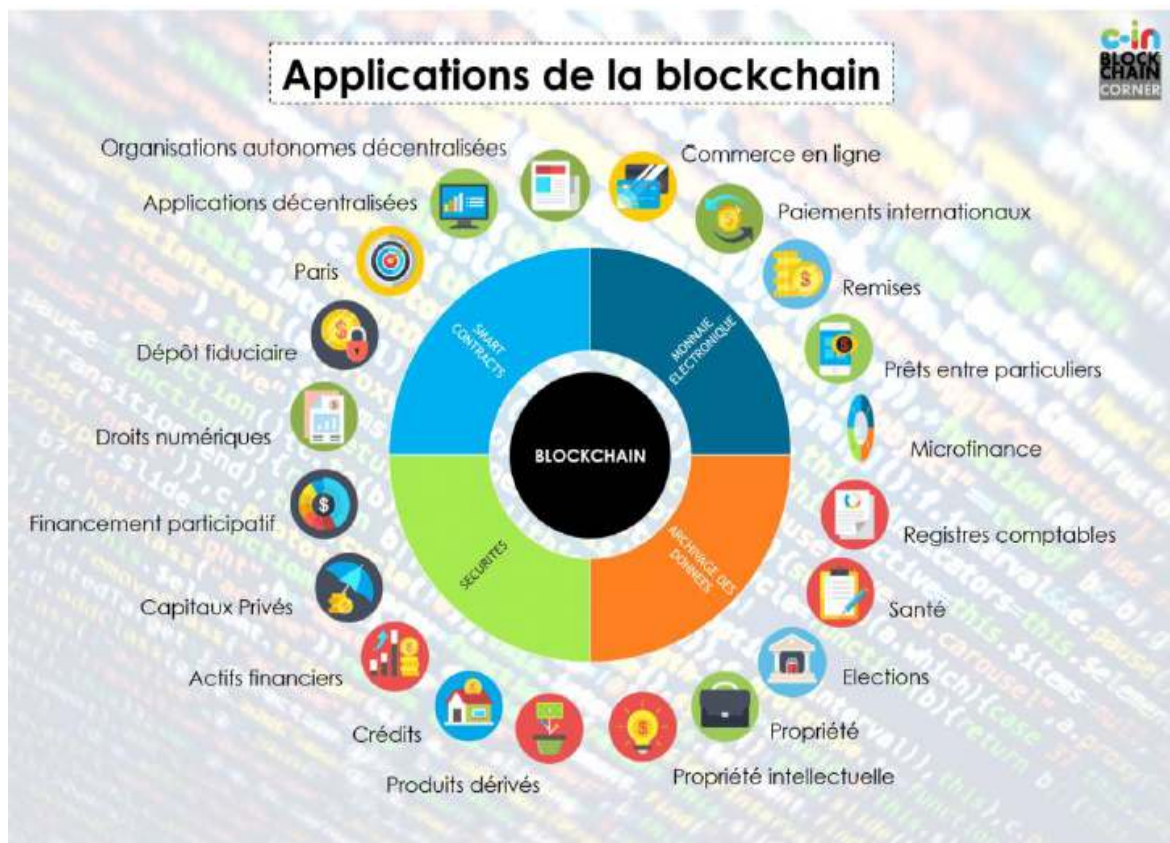 Applications de la blockchain
c-in
BLOCK
CHAIN
CORNER
Organisations autonomes décentralisées
Applications décentralisées
Paris
Dépôt fiduciaire
Droits numériques
Financement participatif
Capitaux Privés
Actifs financiers
Crédits
Produits dérivés
Commerce en ligne
Paiements internationaux
Remises
Prêts entre particuliers
Microfinance
Registres comptables
Santé
Elections
Propriété
Propriété intellectuelle
SMART
CONTRACTS
MONNAIE
ELECTRONIQUE
BLOCKCHAIN
SECURITES
ARCHIVAGE DES
DONNEES